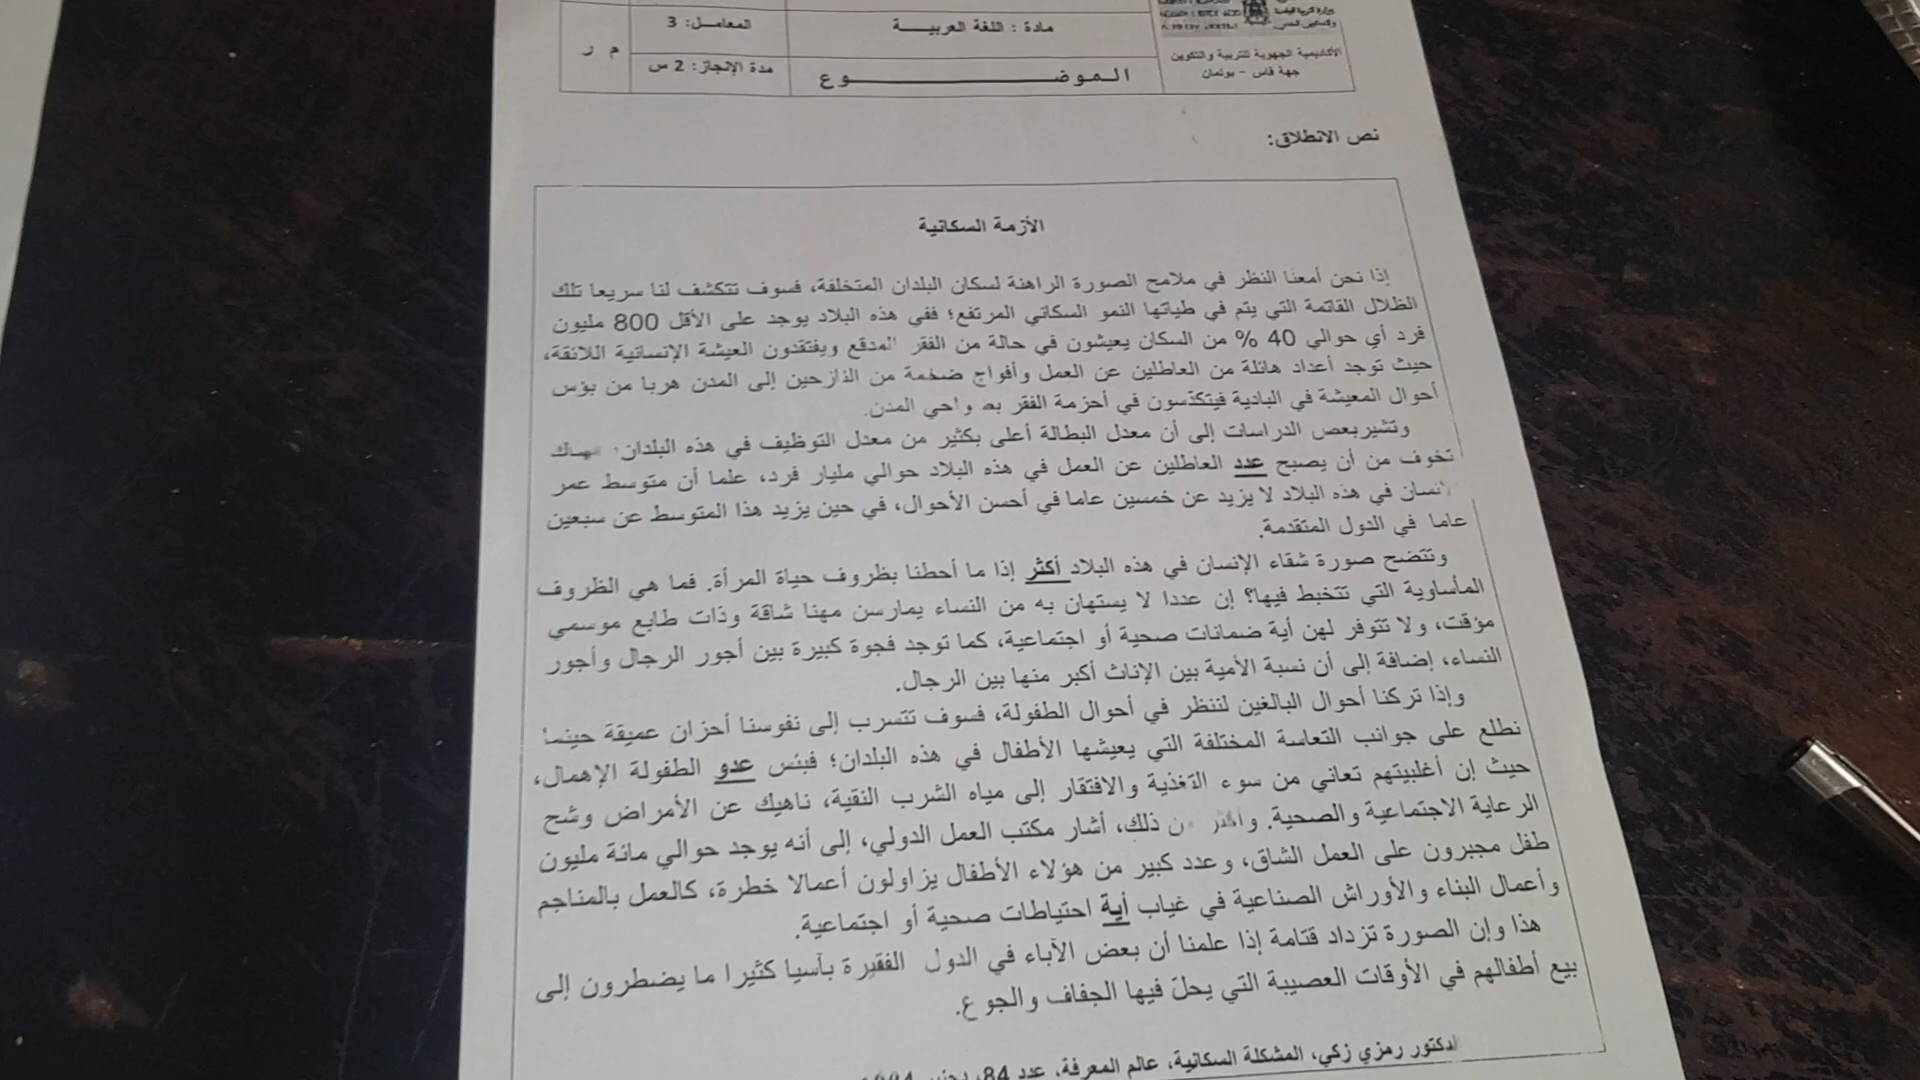 وزارة التربية الوطنية
مادة : اللغة العربيـــــة
المعامـــل: 3
م ر
الأكاديمية الجهوية للتربية والتكوين
جهة فاس - بولمان
الـموضـــــــــــــــوع
مدة الإنجاز: 2 س
نص الانطلاق:
الأزمة السكانية
إذا نحن أمعنا النظر في ملامح الصورة الراهنة لسكان البلدان المتخلفة، فسوف تتكشف لنا سريعا تلك
الظلال القاتمة التي يتم في طياتها النمو السكاني المرتفع؛ ففي هذه البلاد يوجد على الأقل 800 مليون
فرد أي حوالي 40 % من السكان يعيشون في حالة من الفقر المدقع ويفتقدون العيشة الإنسانية اللائقة،
حيث توجد أعداد هائلة من العاطلين عن العمل وأفواج ضخمة من النازحين إلى المدن هربا من بؤس
أحوال المعيشة في البادية فيتكدّسون في أحزمة الفقر بضواحي المدن.
وتشيربعض الدراسات إلى أن معدل البطالة أعلى بكثير من معدل التوظيف في هذه البلدان،
تخوف من أن يصبح عدد العاطلين عن العمل في هذه البلاد حوالي مليار فرد، علما أن متوسط عمر
الإنسان في هذه البلاد لا يزيد عن خمسين عاما في أحسن الأحوال، في حين يزيد هذا المتوسط عن سبعين
عاما في الدول المتقدمة.
وتتضح صورة شقاء الإنسان في هذه البلاد أكثر إذا ما أحطنا بظروف حياة المرأة. فما هي الظروف
المأساوية التي تتخبط فيها؟ إن عددا لا يستهان به من النساء يمارسن مهنا شاقة وذات طابع موسمي
مؤقت، ولا تتوفر لهن أية ضمانات صحية أو اجتماعية، كما توجد فجوة كبيرة بين أجور الرجال وأجور
النساء، إضافة إلى أن نسبة الأمية بين الإناث أكبر منها بين الرجال.
وإذا تركنا أحوال البالغين لننظر في أحوال الطفولة، فسوف تتسرب إلى نفوسنا أحزان عميقة حينما
نطلع على جوانب التعاسة المختلفة التي يعيشها الأطفال في هذه البلدان؛ فبئس عدو الطفولة الإهمال،
حيث إن أغلبيتهم تعاني من سوء التغذية والافتقار إلى مياه الشرب النقية، ناهيك عن الأمراض وشح
الرعاية الاجتماعية والصحية. وأكثر من ذلك، أشار مكتب العمل الدولي، إلى أنه يوجد حوالي مائة مليون
طفل مجبرون على العمل الشاق، وعدد كبير من هؤلاء الأطفال يزاولون أعمالا خطرة، كالعمل بالمناجم
وأعمال البناء والأوراش الصناعية في غياب أية احتياطات صحية أو اجتماعية.
هذا وإن الصورة تزداد قتامة إذا علمنا أن بعض الآباء في الدول الفقيرة بآسيا كثيرا ما يضطرون إلى
بيع أطفالهم في الأوقات العصيبة التي يحلّ فيها الجفاف والجوع.
الدكتور رمزي زكي، المشكلة السكانية، عالم المعرفة، عدد 84،